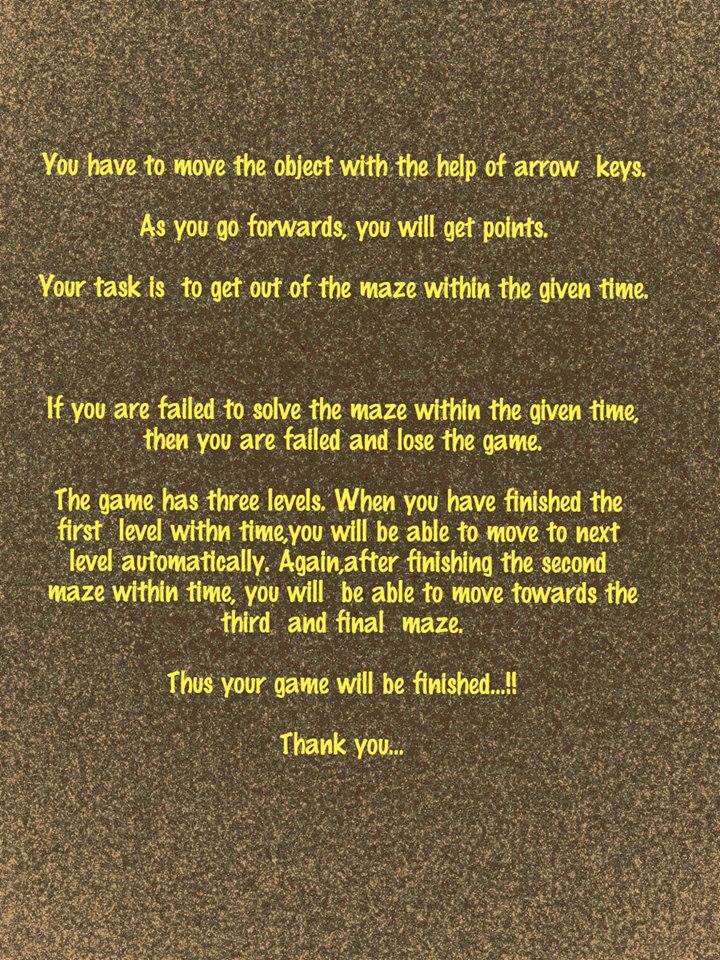 You have to move the object with the help of arrow keys.
As you go forwards, you will get points.
Your task is to get out of the maze within the given time.
If you are failed to solve the maze within the given time,
then you are failed and lose the game.
The game has three levels. When you have finished the
first level withn time,you will be able to move to next
level automatically. Again,after finishing the second
maze within time, you will be able to move towards the
third and final maze.
Thus your game will be finished...!!
Thank you...